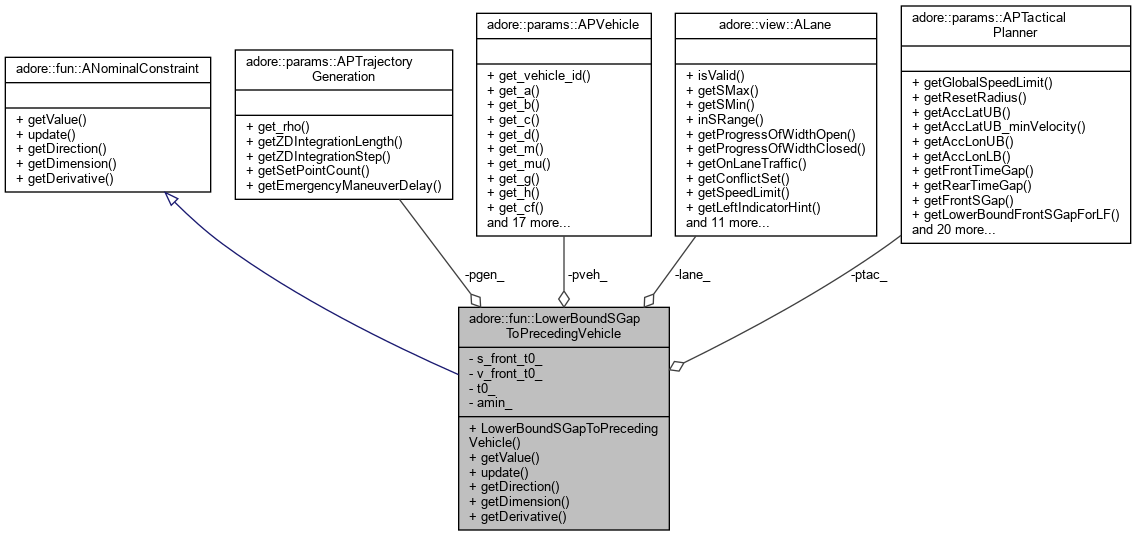 adore::fun::ANominalConstraint
+ getValue()
+ update()
+ getDirection()
+ getDimension()
+ getDerivative()
adore::params::APTrajectory
Generation
+ get_rho()
+ getZDIntegrationLength()
+ getZDIntegrationStep()
+ getSetPointCount()
+ getEmergencyManeuverDelay()
adore::params::APVehicle
+ get_vehicle_id()
+ get_a()
+ get_b()
+ get_c()
+ get_d()
+ get_m()
+ get_mu()
+ get_g()
+ get_h()
+ get_cf()
and 17 more...
adore::view::ALane
+ isValid()
+ getSMax()
+ getSMin()
+ inSRange()
+ getProgressOfWidthOpen()
+ getProgressOfWidthClosed()
+ getOnLaneTraffic()
+ getConflictSet()
+ getSpeedLimit()
+ getLeftIndicatorHint()
and 11 more...
adore::params::APTactical
Planner
+ getGlobalSpeedLimit()
+ getResetRadius()
+ getAccLatUB()
+ getAccLatUB_minVelocity()
+ getAccLonUB()
+ getAccLonLB()
+ getFrontTimeGap()
+ getRearTimeGap()
+ getFrontSGap()
+ getLowerBoundFrontSGapForLF()
and 20 more...
-pgen_
-pveh_
-lane_
-ptac_
adore::fun::LowerBoundSGap
ToPrecedingVehicle
- s_front_t0_
- v_front_t0_
- t0_
- amin_
+ LowerBoundSGapToPreceding
Vehicle()
+ getValue()
+ update()
+ getDirection()
+ getDimension()
+ getDerivative()